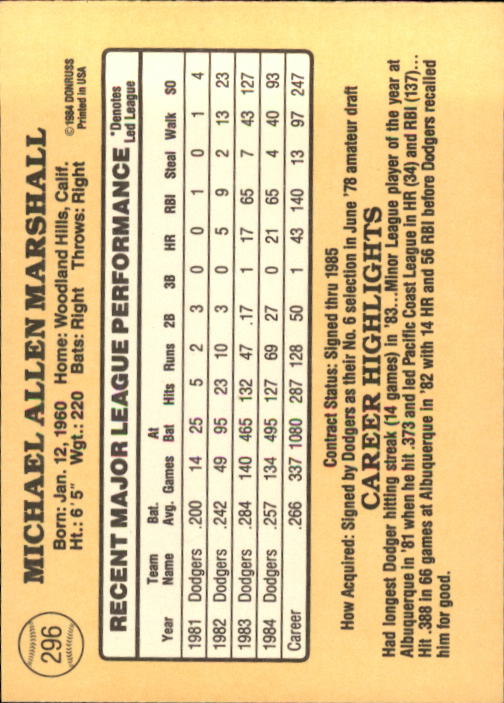 296
MICHAEL ALLEN MARSHALL
Born: Jan. 12, 1960 Home: Woodland Hills, Calif.
Ht.: 6' 5" Wgt.: 220 Bats: Right Throws: Right
© 1984 DONRUSS
Printed in USA
RECENT MAJOR LEAGUE PERFORMANCE
*Denotes
Led League
Year Team Name Bat. Avg. Games At Bat Hits Runs 2B 3B HR RBI Steal Walk SO
1981 Dodgers .200 14 25 5 2 3 0 0 1 0 1 4
1982 Dodgers .242 49 95 23 10 3 0 5 9 2 13 23
1983 Dodgers .284 140 465 132 47 .17 1 17 65 7 43 127
1984 Dodgers .257 134 495 127 69 27 0 21 65 4 40 93
Career .266 337 1080 287 128 50 1 43 140 13 97 247
Contract Status: Signed thru 1985
How Acquired: Signed by Dodgers as their No. 6 selection in June '78 amateur draft
CAREER HIGHLIGHTS
Had longest Dodger hitting streak (14 games) in '83...Minor League player of the year at
Albuquerque in '81 when he hit .373 and led Pacific Coast League in HR (34) and RBI (137)...
Hit .388 in 66 games at Albuquerque in '82 with 14 HR and 56 RBI before Dodgers recalled
him for good.